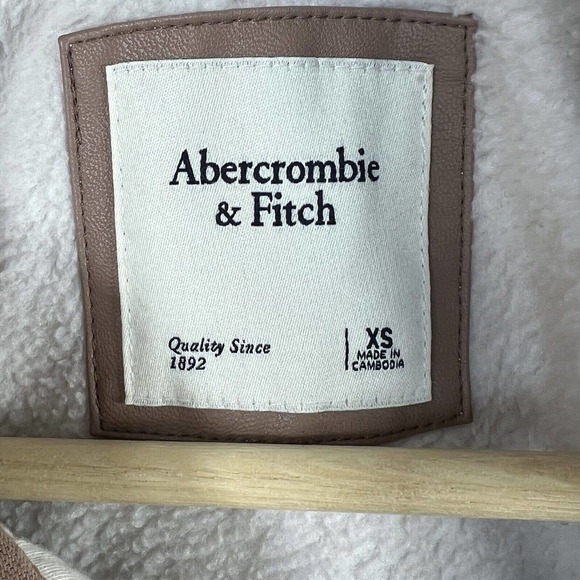 Abercrombie
& Fitch
Quality Since
1892
XS
MADE IN
CAMBODIA